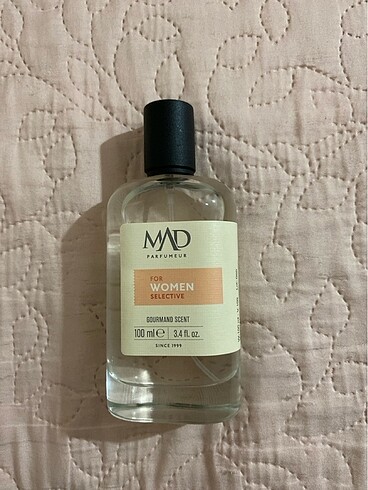 MAD
PARFUMEUR
FOR
WOMEN
SELECTIVE
GOURMAND SCENT
100 ml ℮ 3.4 fl. oz.
SINCE 1999